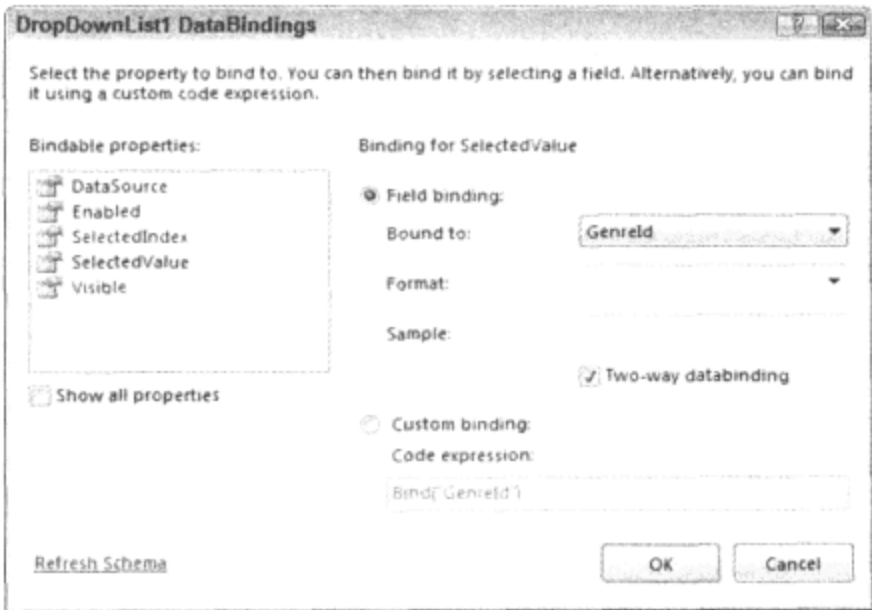 DropDownList1 DataBindings
Select the property to bind to. You can then bind it by selecting a field. Alternatively, you can bind
it using a custom code expression.
Bindable properties:
DataSource
Enabled
SelectedIndex
SelectedValue
Visible
Show all properties
Binding for SelectedValue
Field binding:
Bound to:
GenreId
Format:
Sample:
Two-way databinding
Custom binding:
Code expression:
Bind("GenreId")
Refresh Schema
OK
Cancel